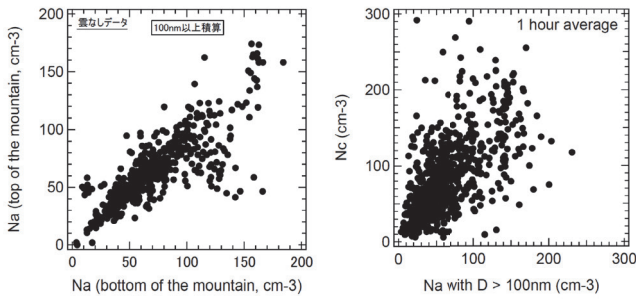 雲なしデータ
100nm以上積算
Na (top of the mountain, cm-3)
200
150
100
50
0
0 50 100 150 200
Na (bottom of the mountain, cm-3)
1 hour average
Nc (cm-3)
300
200
100
0
0 100 200 300
Na with D > 100nm (cm-3)